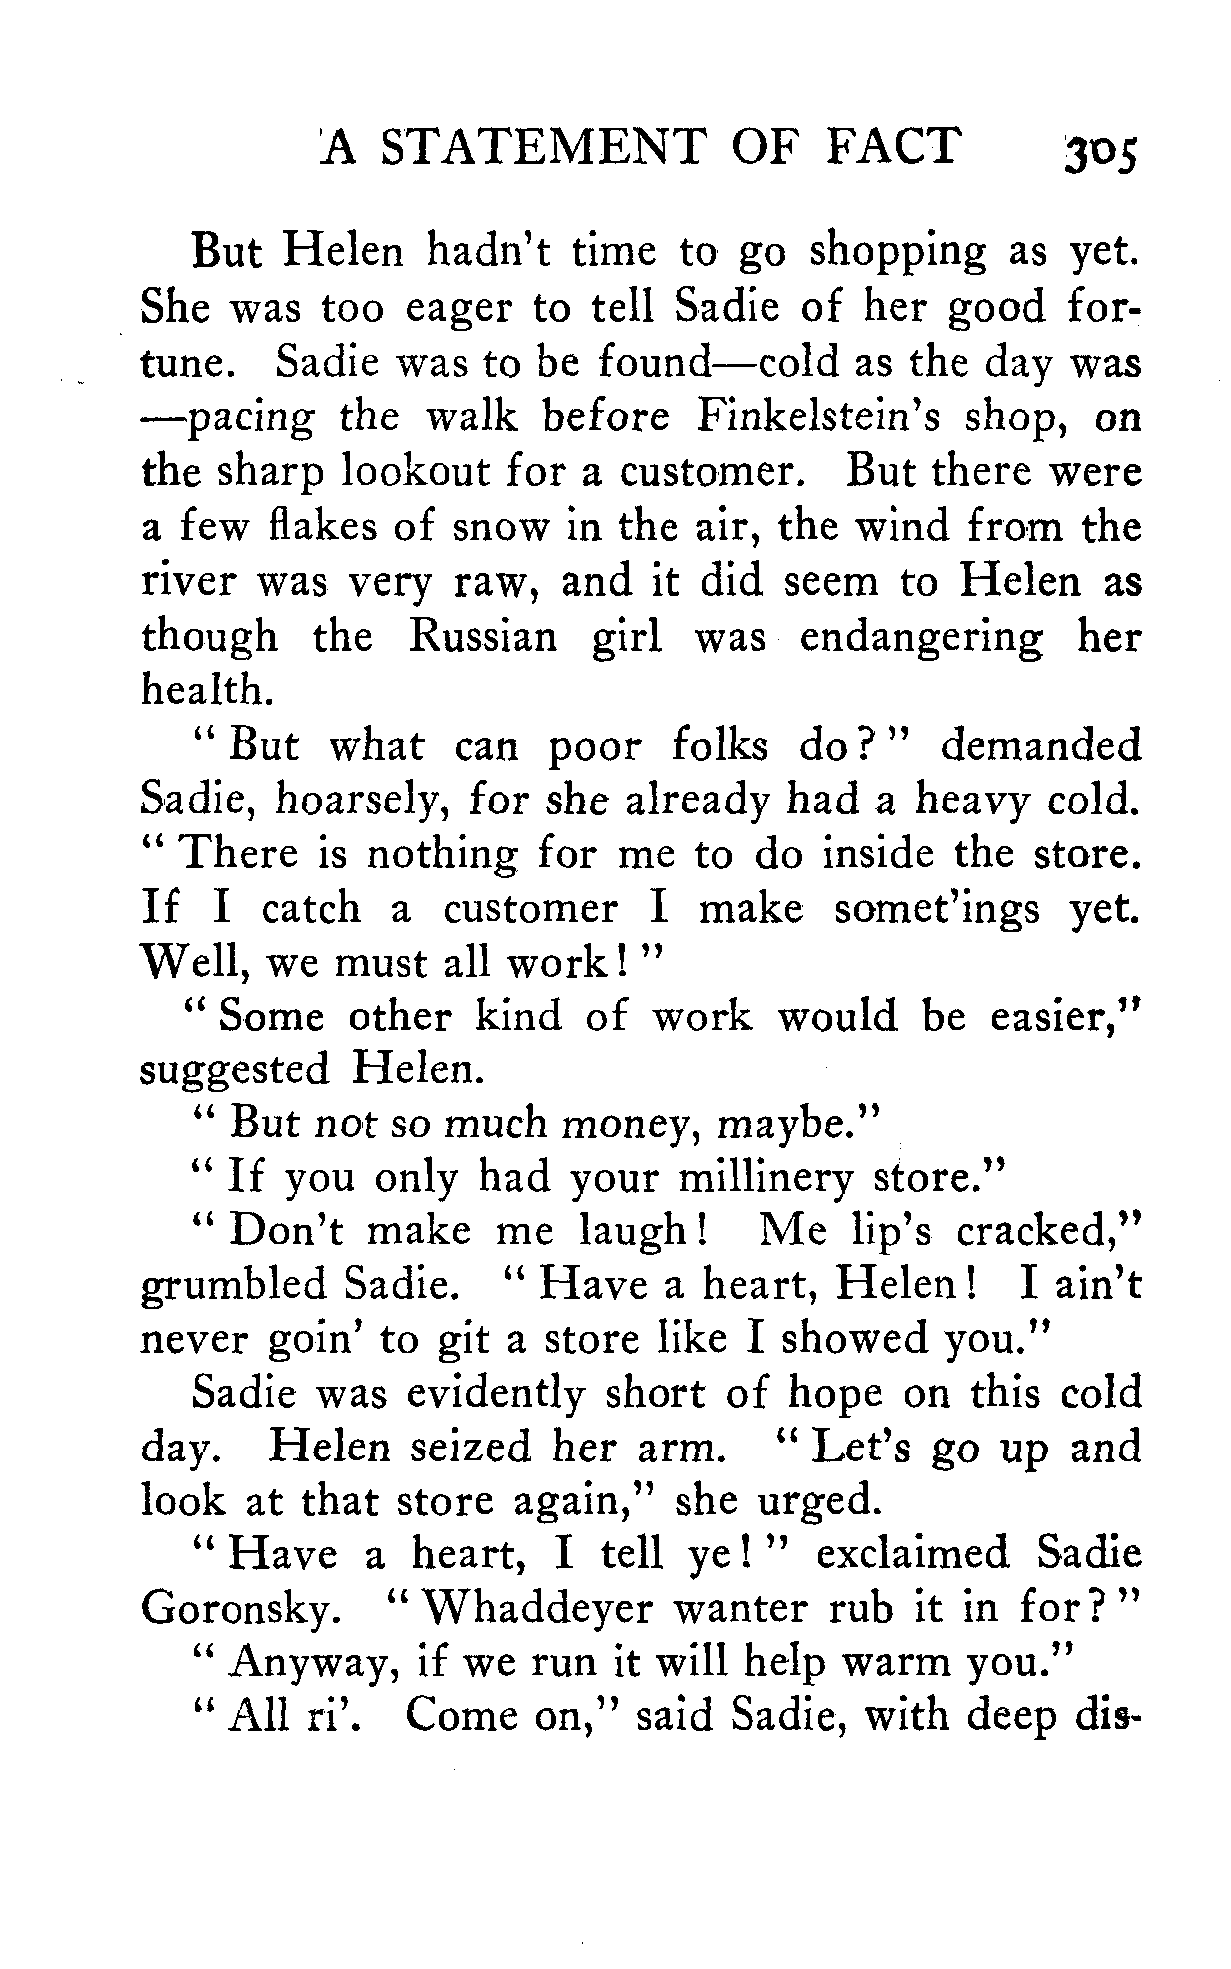 A STATEMENT OF FACT 305
But Helen hadn't time to go shopping as yet.
She was too eager to tell Sadie of her good for-
tune. Sadie was to be found—cold as the day was
—pacing the walk before Finkelstein's shop, on
the sharp lookout for a customer. But there were
a few flakes of snow in the air, the wind from the
river was very raw, and it did seem to Helen as
though the Russian girl was endangering her
health.
" But what can poor folks do? " demanded
Sadie, hoarsely, for she already had a heavy cold.
" There is nothing for me to do inside the store.
If I catch a customer I make somet'ings yet.
Well, we must all work! "
" Some other kind of work would be easier,"
suggested Helen.
" But not so much money, maybe."
" If you only had your millinery store."
" Don't make me laugh! Me lip's cracked,"
grumbled Sadie. " Have a heart, Helen! I ain't
never goin' to git a store like I showed you."
Sadie was evidently short of hope on this cold
day. Helen seized her arm. " Let's go up and
look at that store again," she urged.
" Have a heart, I tell ye! " exclaimed Sadie
Goronsky. " Whaddeyer wanter rub it in for? "
" Anyway, if we run it will help warm you."
" All ri'. Come on," said Sadie, with deep dis-